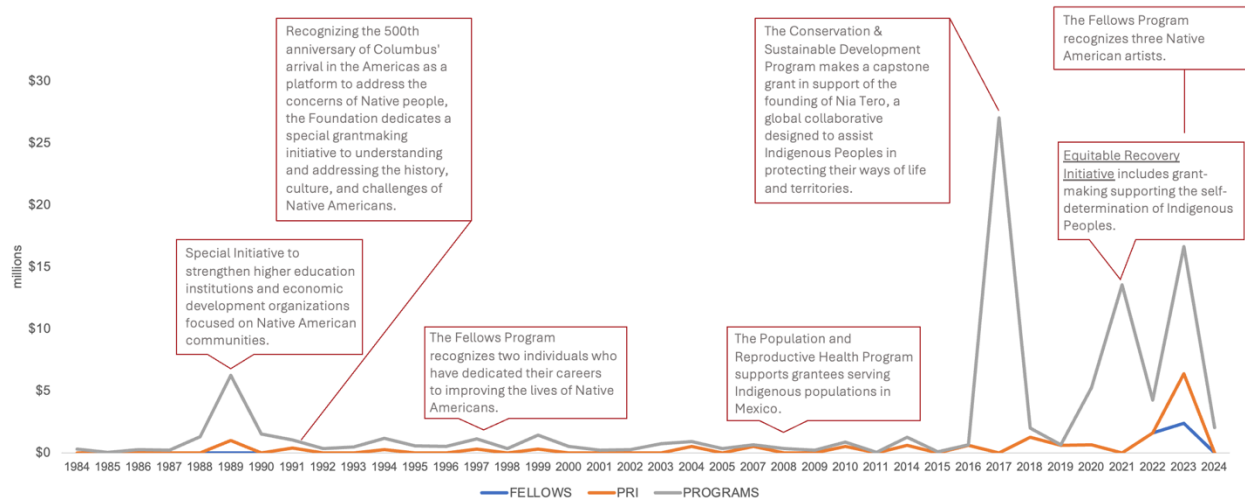 Recognizing the 500th
anniversary of Columbus'
arrival in the Americas as a
platform to address the
concerns of Native people,
the Foundation dedicates a
special grantmaking
initiative to understanding
and addressing the history,
culture, and challenges of
Native Americans.
The Conservation &
Sustainable Development
Program makes a capstone
grant in support of the
founding of Nia Tero, a
global collaborative
designed to assist
Indigenous Peoples in
protecting their ways of life
and territories.
The Fellows Program
recognizes three Native
American artists.
Equitable Recovery
Initiative includes grant-
making supporting the self-
determination of Indigenous
Peoples.
Special Initiative to
strengthen higher education
institutions and economic
development organizations
focused on Native American
communities.
The Fellows Program
recognizes two individuals who
have dedicated their careers
to improving the lives of Native
Americans.
The Population and
Reproductive Health Program
supports grantees serving
Indigenous populations in
Mexico.
millions
$30
$25
$20
$15
$10
$5
$0
1984 1985 1986 1987 1988 1989 1990 1991 1992 1993 1994 1995 1996 1997 1998 1999 2000 2001 2002 2003 2004 2005 2006 2007 2008 2009 2010 2011 2012 2013 2014 2015 2016 2017 2018 2019 2020 2021 2022 2023 2024
FELLOWS PRI PROGRAMS